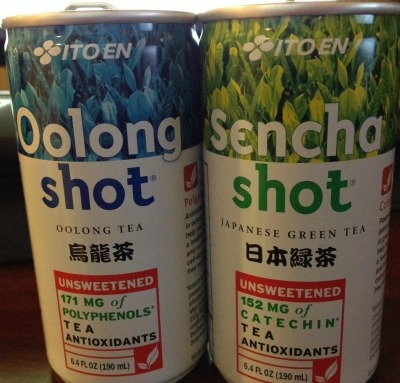 ITO EN
Oolong
shot®
OOLONG TEA
烏龍茶
UNSWEETENED
171 MG of
POLYPHENOLS*
TEA
ANTIOXIDANTS
6.4 FL OZ (190 mL)
ITO EN
Sencha
shot®
JAPANESE GREEN TEA
日本緑茶
UNSWEETENED
152 MG of
CATECHIN*
TEA
ANTIOXIDANTS
6.4 FL OZ (190 mL)